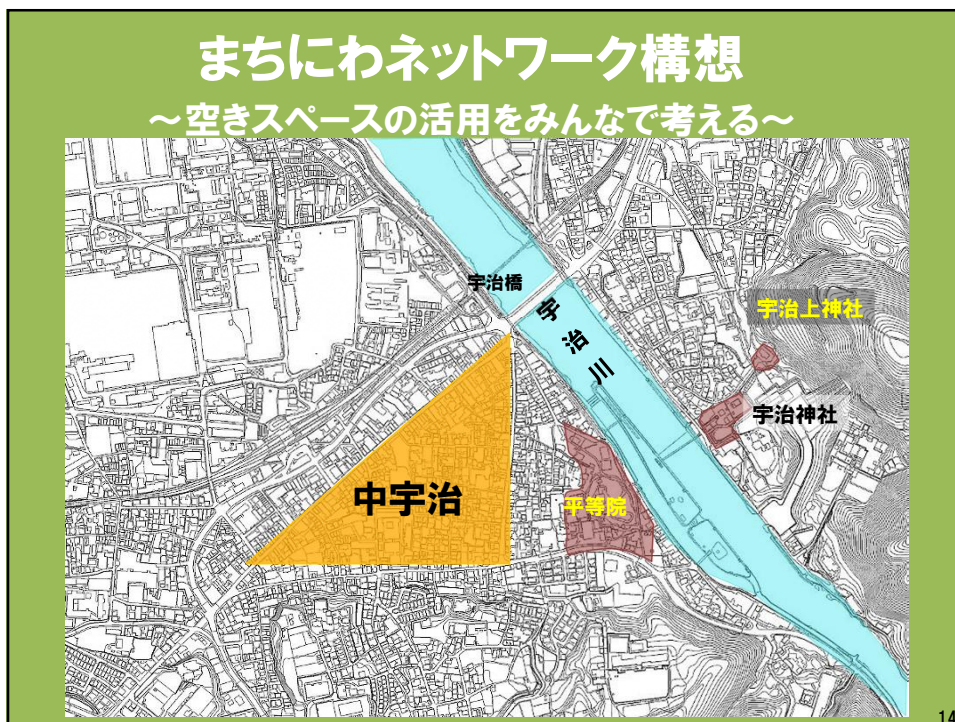 まちにわネットワーク構想
～空きスペースの活用をみんなで考える～
宇治橋
宇治川
宇治上神社
宇治神社
中宇治
平等院
14